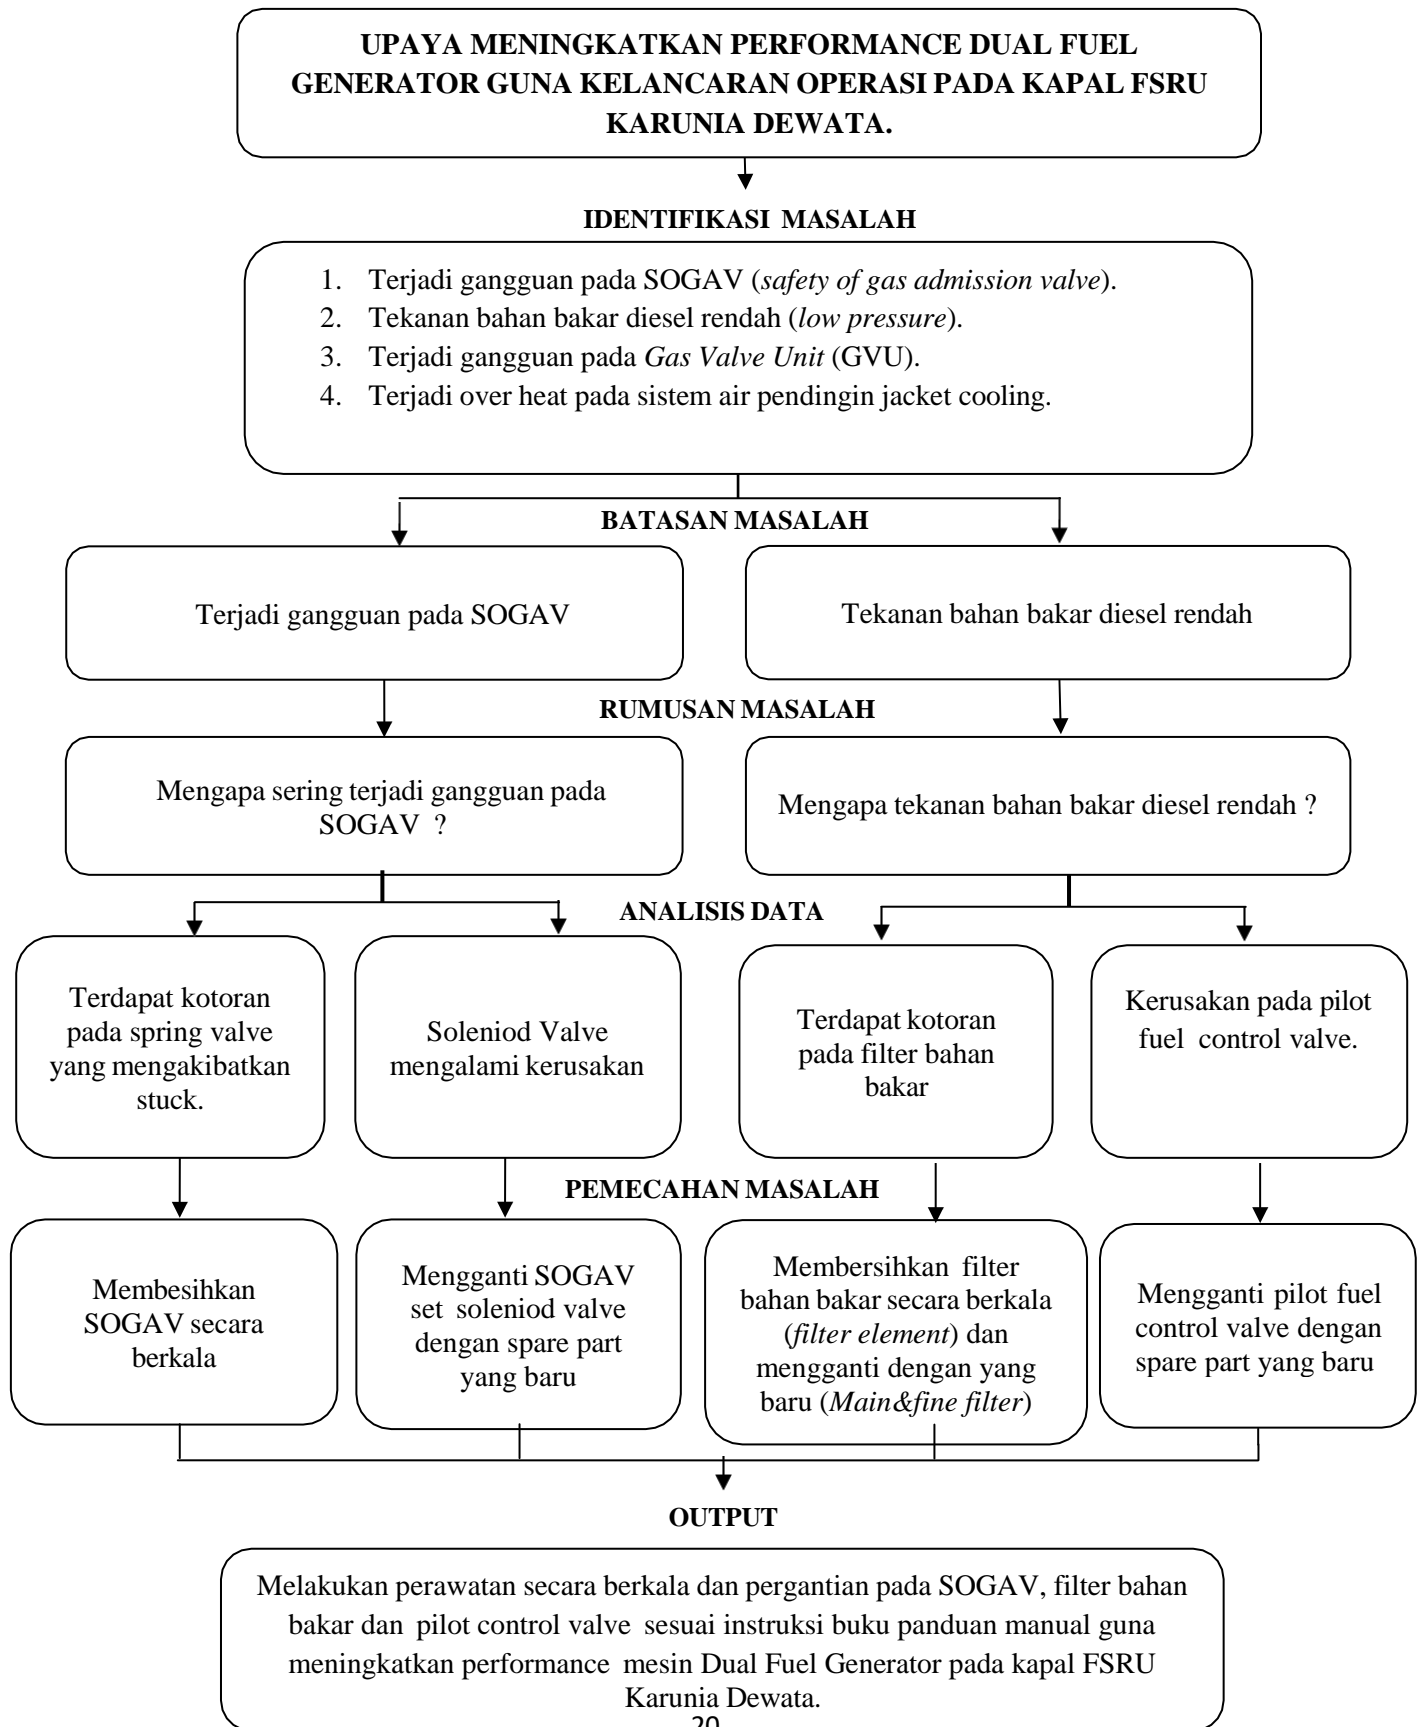 UPAYA MENINGKATKAN PERFORMANCE DUAL FUEL
GENERATOR GUNA KELANCARAN OPERASI PADA KAPAL FSRU
KARUNIA DEWATA.
IDENTIFIKASI MASALAH
1. Terjadi gangguan pada SOGAV (safety of gas admission valve).
2. Tekanan bahan bakar diesel rendah (low pressure).
3. Terjadi gangguan pada Gas Valve Unit (GVU).
4. Terjadi over heat pada sistem air pendingin jacket cooling.
BATASAN MASALAH
Terjadi gangguan pada SOGAV
Tekanan bahan bakar diesel rendah
RUMUSAN MASALAH
Mengapa sering terjadi gangguan pada
SOGAV ?
Mengapa tekanan bahan bakar diesel rendah ?
ANALISIS DATA
Terdapat kotoran
pada spring valve
yang mengakibatkan
stuck.
Soleniod Valve
mengalami kerusakan
Terdapat kotoran
pada filter bahan
bakar
Kerusakan pada pilot
fuel control valve.
PEMECAHAN MASALAH
Membesihkan
SOGAV secara
berkala
Mengganti SOGAV
set soleniod valve
dengan spare part
yang baru
Membersihkan filter
bahan bakar secara berkala
(filter element) dan
mengganti dengan yang
baru (Main&fine filter)
Mengganti pilot fuel
control valve dengan
spare part yang baru
OUTPUT
Melakukan perawatan secara berkala dan pergantian pada SOGAV, filter bahan
bakar dan pilot control valve sesuai instruksi buku panduan manual guna
meningkatkan performance mesin Dual Fuel Generator pada kapal FSRU
Karunia Dewata.
20